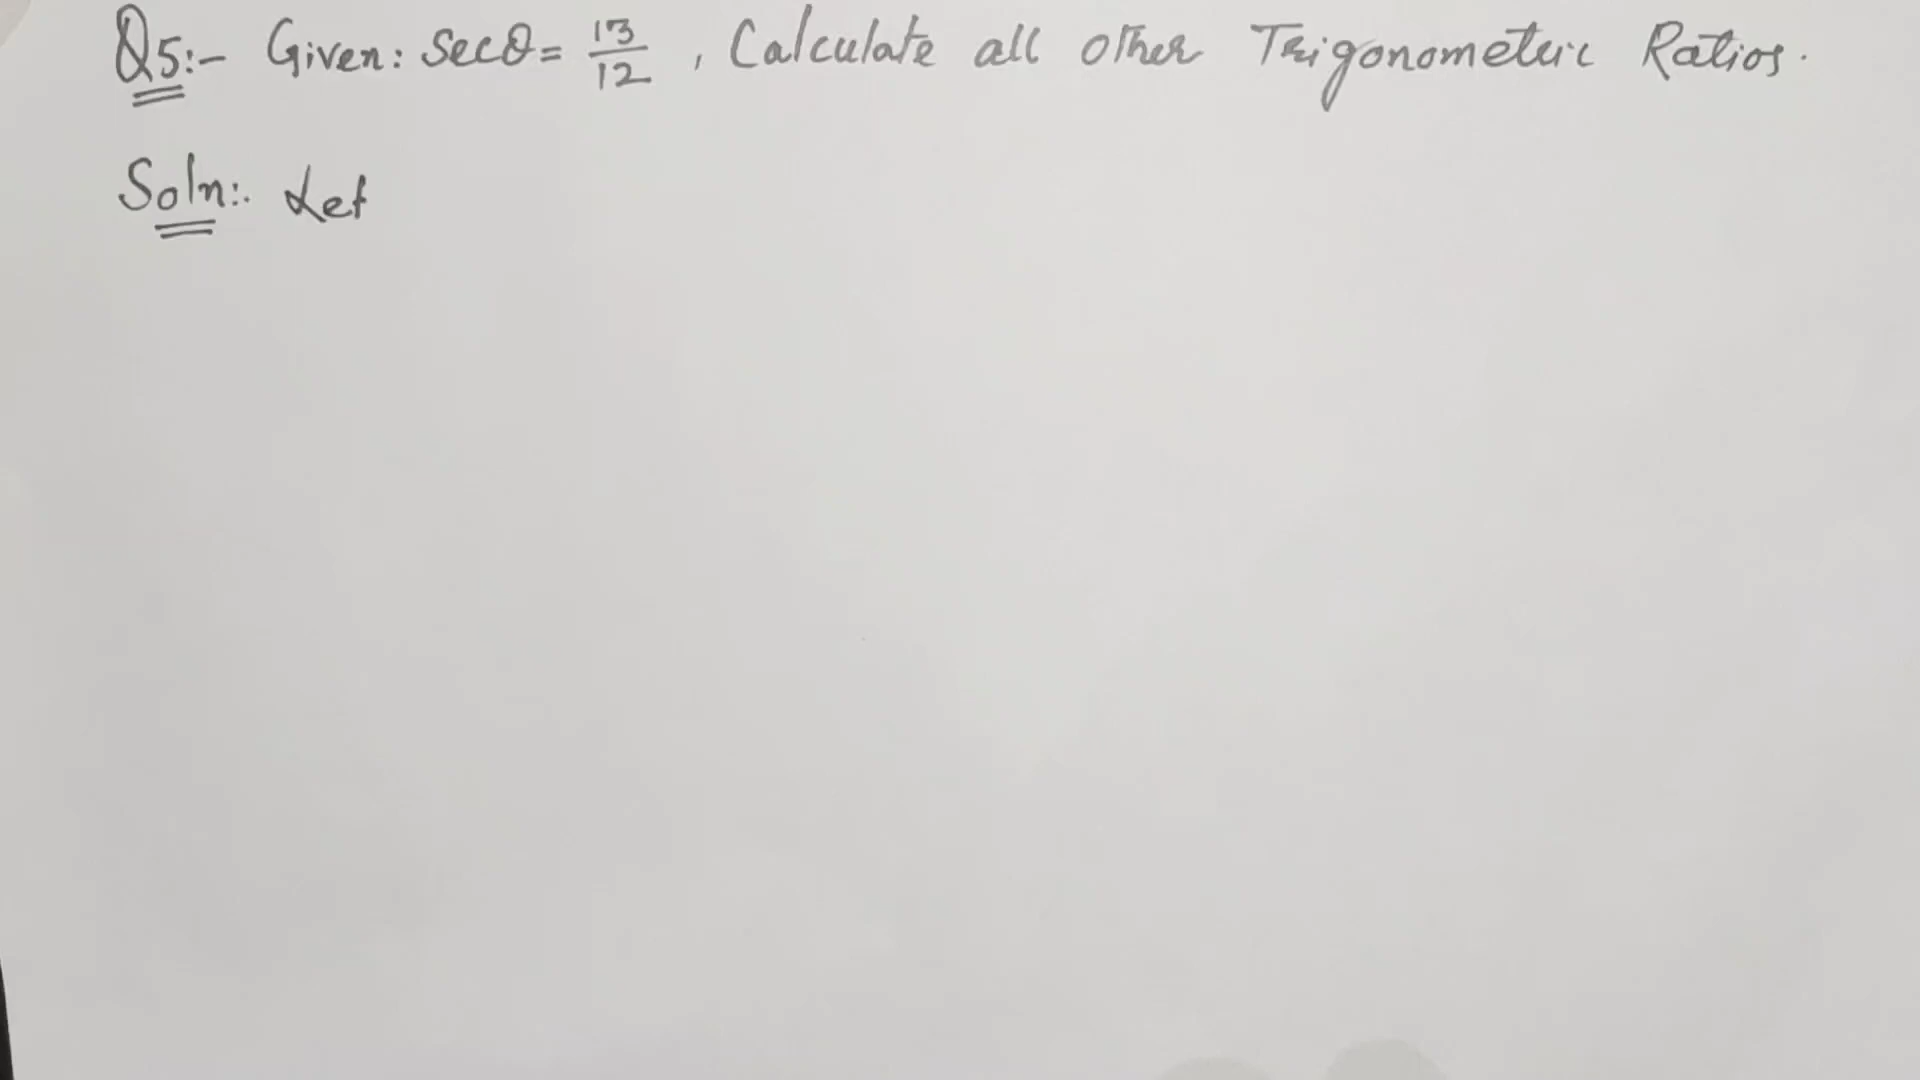 Q5:- Given: secθ = 13/12 , Calculate all other Trigonometric Ratios.
Soln:. Let